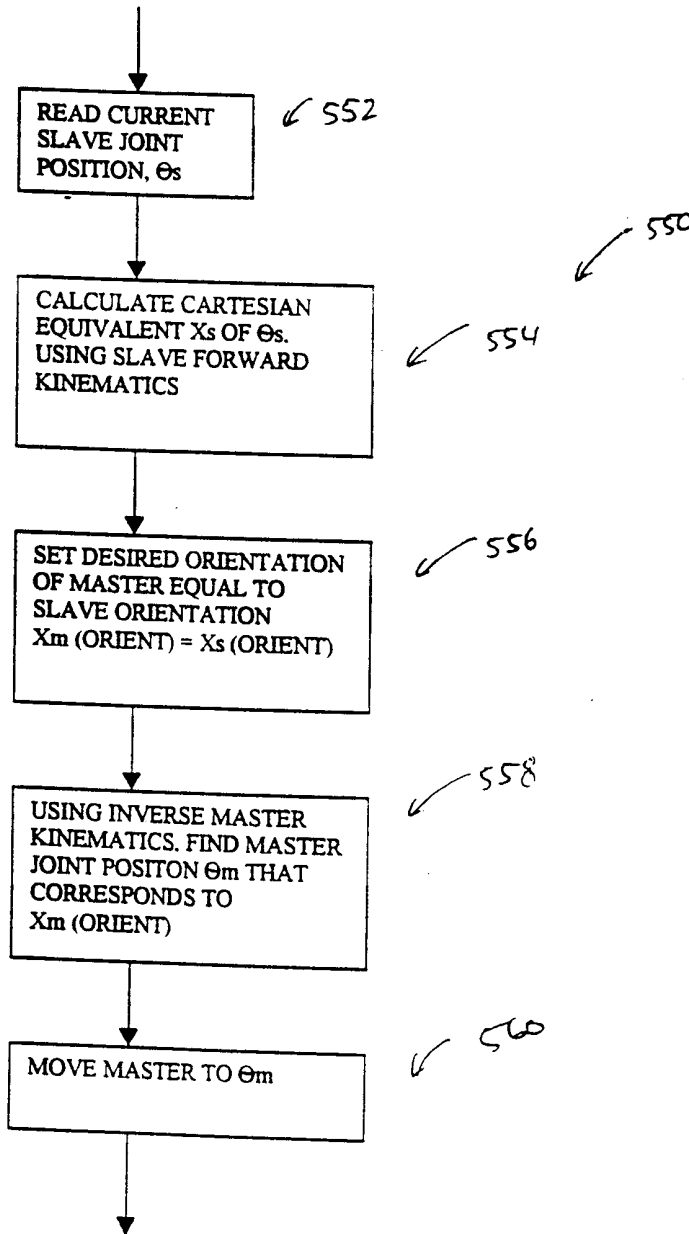 READ CURRENT
SLAVE JOINT
POSITION, Θs
552
550
CALCULATE CARTESIAN
EQUIVALENT Xs OF Θs.
USING SLAVE FORWARD
KINEMATICS
554
SET DESIRED ORIENTATION
OF MASTER EQUAL TO
SLAVE ORIENTATION
Xm (ORIENT) = Xs (ORIENT)
556
USING INVERSE MASTER
KINEMATICS. FIND MASTER
JOINT POSITON Θm THAT
CORRESPONDS TO
Xm (ORIENT)
558
MOVE MASTER TO Θm
560